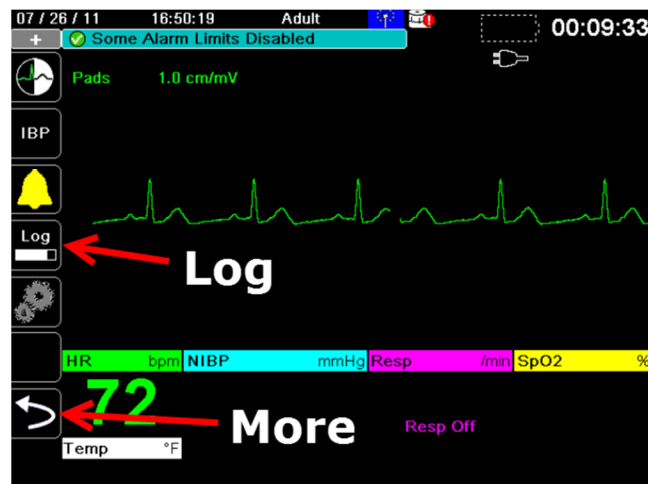 07 / 26 / 11 16:50:19 Adult
00:09:33
+ Some Alarm Limits Disabled
Pads 1.0 cm/mV
IBP
Log
Log
HR bpm NIBP mmHg Resp /min SpO2 %
72
More
Resp Off
Temp °F